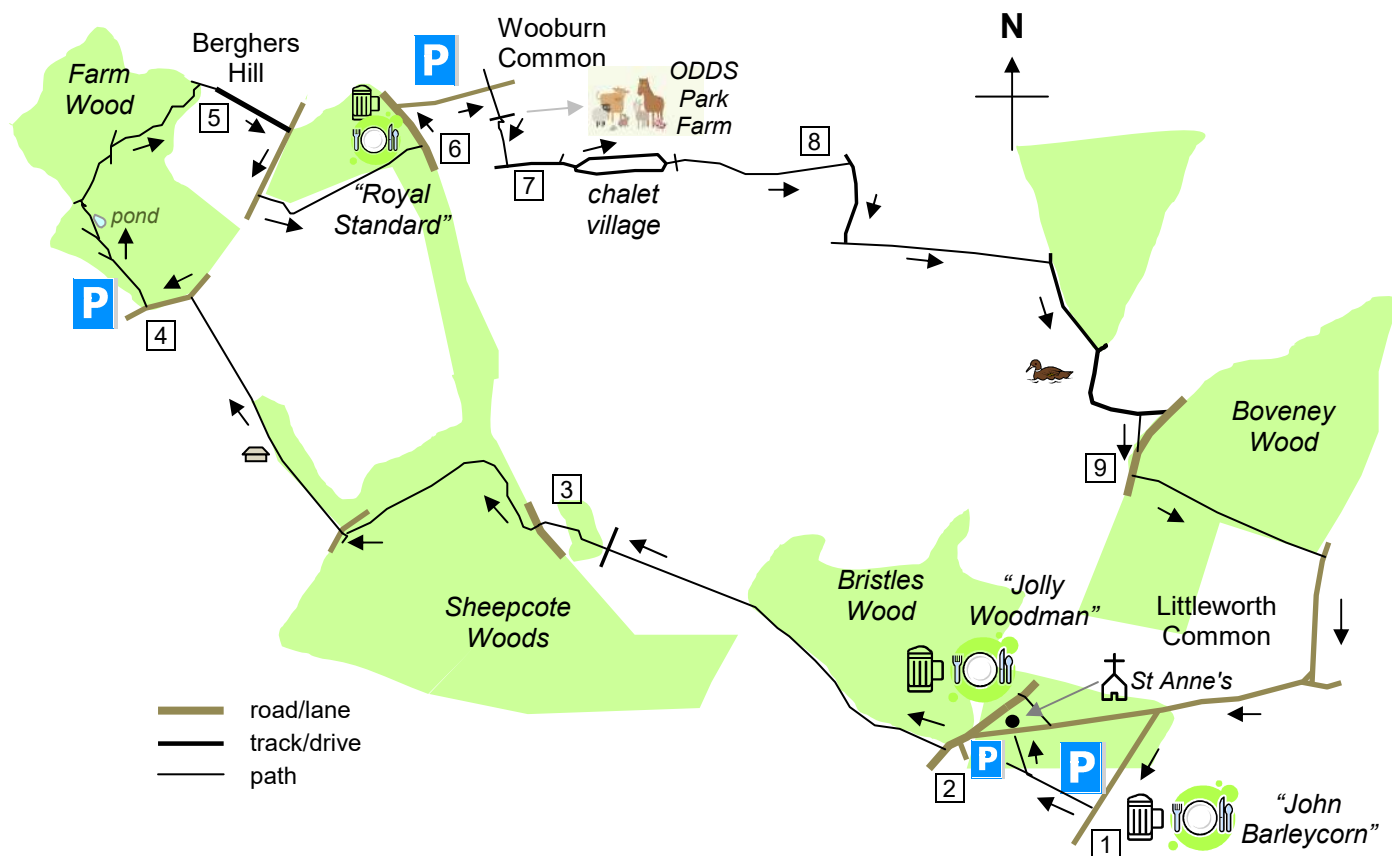 Wooburn
Common
N
Berghers
Hill
Farm
Wood
P
ODDS
Park
Farm
5
6
8
7
"Royal
Standard"
chalet
village
pond
P
4
Boveney
Wood
9
3
Bristles
Wood
"Jolly
Woodman"
Littleworth
Common
Sheepcote
Woods
St Anne's
road/lane
track/drive
path
P
P
2
1
"John
Barleycorn"